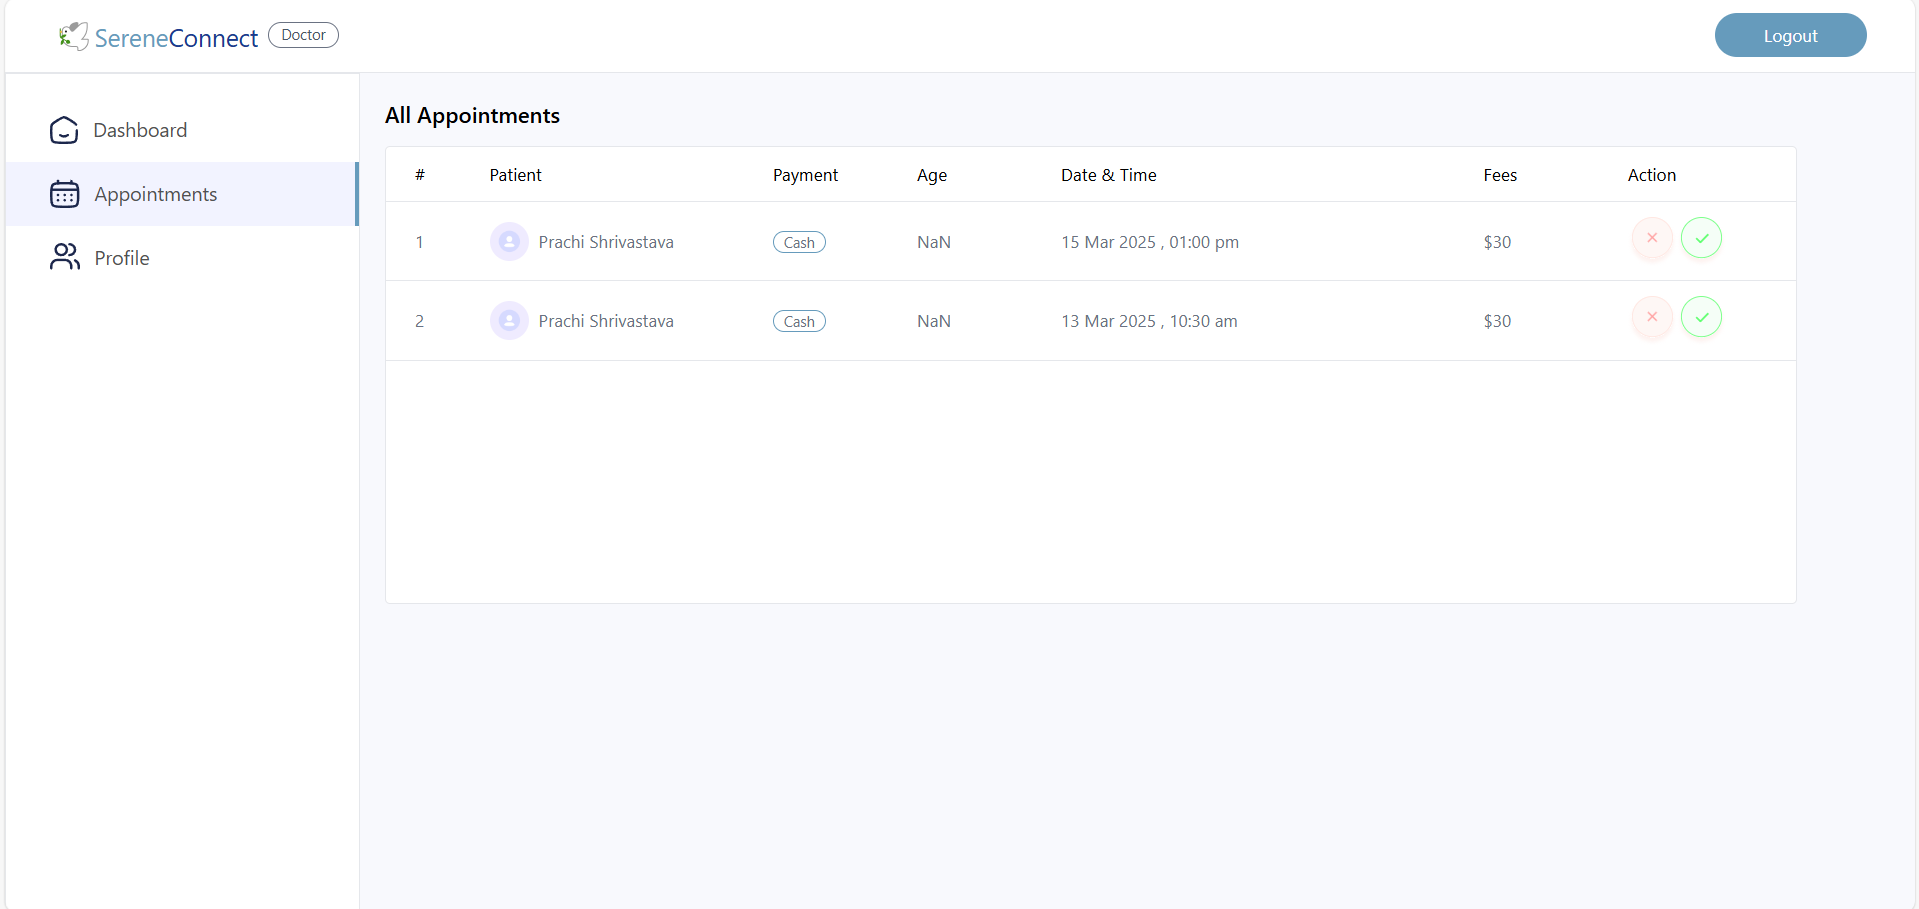 SereneConnect Doctor
Logout
Dashboard
Appointments
Profile
All Appointments
# Patient Payment Age Date & Time Fees Action
1 Prachi Shrivastava Cash NaN 15 Mar 2025 , 01:00 pm $30
2 Prachi Shrivastava Cash NaN 13 Mar 2025 , 10:30 am $30